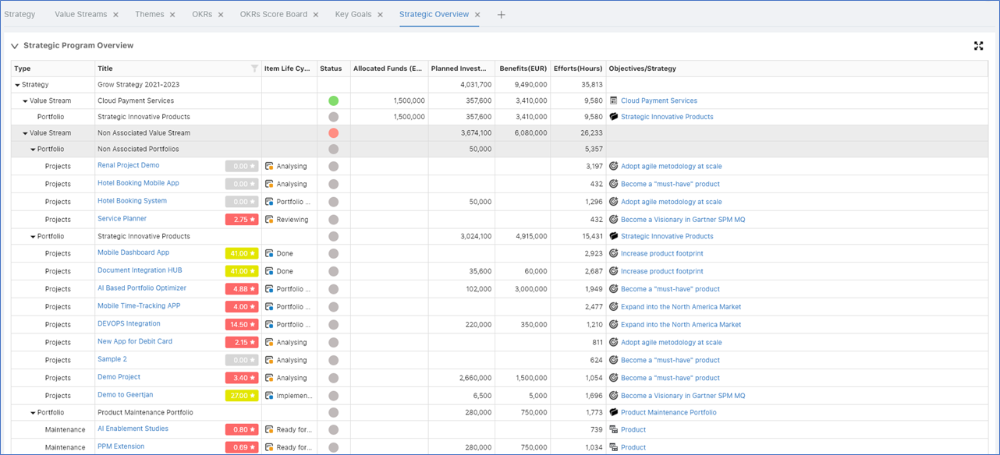 Strategy Value Streams × Themes × OKRs × OKRs Score Board × Key Goals × Strategic Overview × +
Strategic Program Overview
Type Title Item Life Cy... Status Allocated Funds (E... Planned Invest... Benefits(EUR) Efforts(Hours) Objectives/Strategy
Strategy Grow Strategy 2021-2023 4,031,700 9,490,000 35,813
Value Stream Cloud Payment Services 1,500,000 357,600 3,410,000 9,580 Cloud Payment Services
Portfolio Strategic Innovative Products 1,500,000 357,600 3,410,000 9,580 Strategic Innovative Products
Value Stream Non Associated Value Stream 3,674,100 6,080,000 26,233
Portfolio Non Associated Portfolios 50,000 5,357
Projects Renal Project Demo 0.00 ★ Analysing 3,197 Adopt agile metodology at scale
Projects Hotel Booking Mobile App 0.00 ★ Analysing 432 Become a "must-have" product
Projects Hotel Booking System 0.00 ★ Portfolio ... 50,000 1,296 Adopt agile metodology at scale
Projects Service Planner 2.75 ★ Reviewing 432 Become a Visionary in Gartner SPM MQ
Portfolio Strategic Innovative Products 3,024,100 4,915,000 15,431 Strategic Innovative Products
Projects Mobile Dashboard App 41.00 ★ Done 2,923 Increase product footprint
Projects Document Integration HUB 41.00 ★ Done 35,600 60,000 2,687 Increase product footprint
Projects AI Based Portfolio Optimizer 4.88 ★ Portfolio ... 102,000 3,000,000 1,949 Become a "must-have" product
Projects Mobile Time-Tracking APP 4.00 ★ Portfolio ... 2,477 Expand into the North America Market
Projects DEVOPS Integration 14.50 ★ Portfolio ... 220,000 350,000 1,210 Expand into the North America Market
Projects New App for Debit Card 2.15 ★ Analysing 811 Adopt agile metodology at scale
Projects Sample 2 0.00 ★ Analysing 624 Become a "must-have" product
Projects Demo Project 3.40 ★ Analysing 2,660,000 1,500,000 1,054 Become a "must-have" product
Projects Demo to Geertjan 27.00 ★ Implemen... 6,500 5,000 1,696 Become a Visionary in Gartner SPM MQ
Portfolio Product Maintenance Portfolio 280,000 750,000 1,773 Product Maintenance Portfolio
Maintenance AI Enablement Studies 0.80 ★ Ready for... 739 Product
Maintenance PPM Extension 0.69 ★ Ready for... 280,000 750,000 1,034 Product